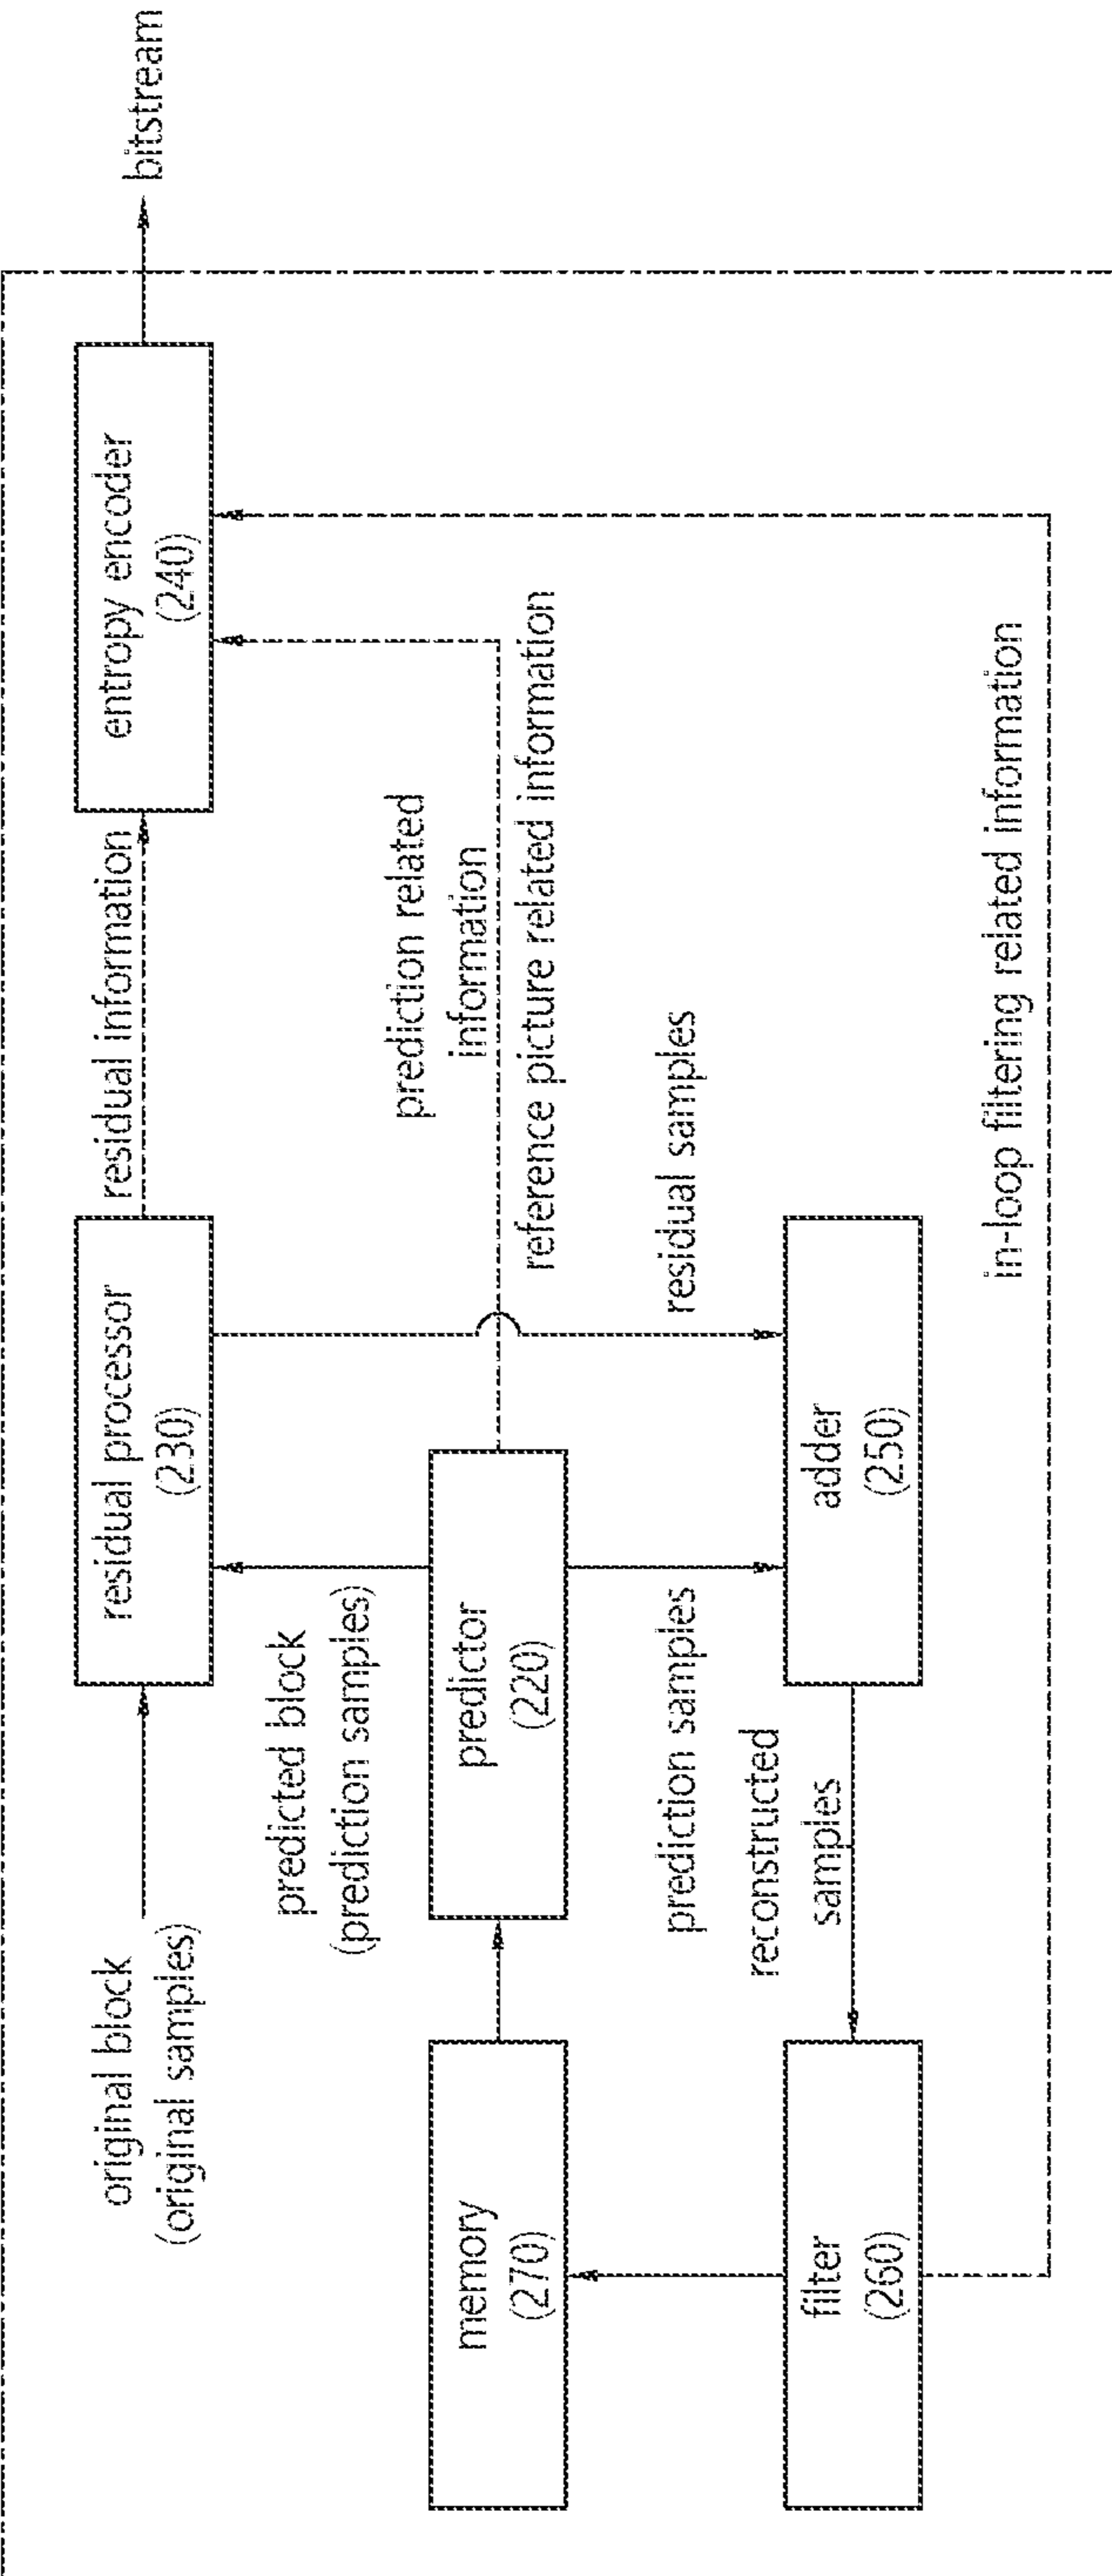 original block
(original samples)
residual processor
(230)
residual information
entropy encoder
(240)
bitstream
predicted block
(prediction samples)
prediction related
information
memory
(270)
predictor
(220)
reference picture related information
prediction samples
residual samples
reconstructed
samples
filter
(260)
adder
(250)
in-loop filtering related information